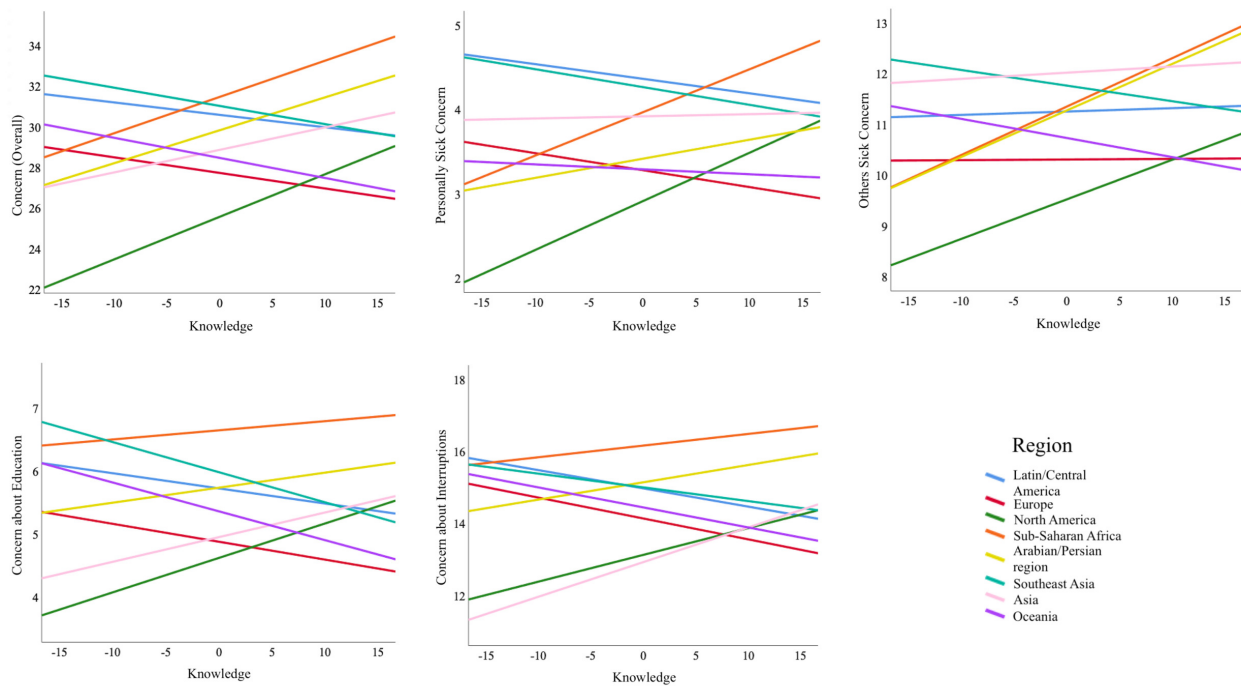 Concern (Overall)
34
32
30
28
26
24
22
-15 -10 -5 0 5 10 15
Knowledge
Personally Sick Concern
5
4
3
2
-15 -10 -5 0 5 10 15
Knowledge
Others Sick Concern
13
12
11
10
9
8
-15 -10 -5 0 5 10 15
Knowledge
Concern about Eeducation
7
6
5
4
-15 -10 -5 0 5 10 15
Knowledge
Concern about Interruptions
18
16
14
12
-15 -10 -5 0 5 10 15
Knowledge
Region
Latin/Central
America
Europe
North America
Sub-Saharan Africa
Arabian/Persian
region
Southeast Asia
Asia
Oceania